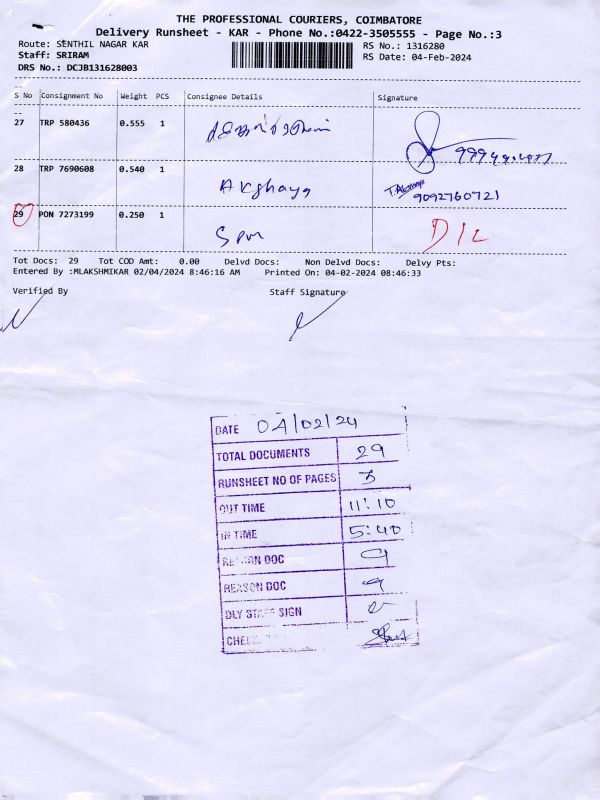 THE PROFESSIONAL COURIERS, COIMBATORE
Delivery Runsheet - KAR - Phone No.:0422-3505555 - Page No.:3
Route: SENTHIL NAGAR KAR
RS No.: 1316280
Staff: SRIRAM
RS Date: 04-Feb-2024
DRS No.: DCJB131628003
S No Consignment No Weight PCS Consignee Details Signature
27 TRP 580436 0.555 1
28 TRP 7690608 0.540 1 Akshaya T.Akshaya
9092760721
29 PON 7273199 0.250 1 SPM D/L
Tot Docs: 29 Tot COD Amt: 0.00 Delvd Docs: Non Delvd Docs: Delvy Pts:
Entered By :MLAKSHMIKAR 02/04/2024 8:46:16 AM Printed On: 04-02-2024 08:46:33
Verified By Staff Signature
DATE 04/02/24
TOTAL DOCUMENTS 29
RUNSHEET NO OF PAGES 3
OUT TIME 11:10
IN TIME 5:40
RETURN DOC 9
REASON DOC 9
DLY STAFF SIGN